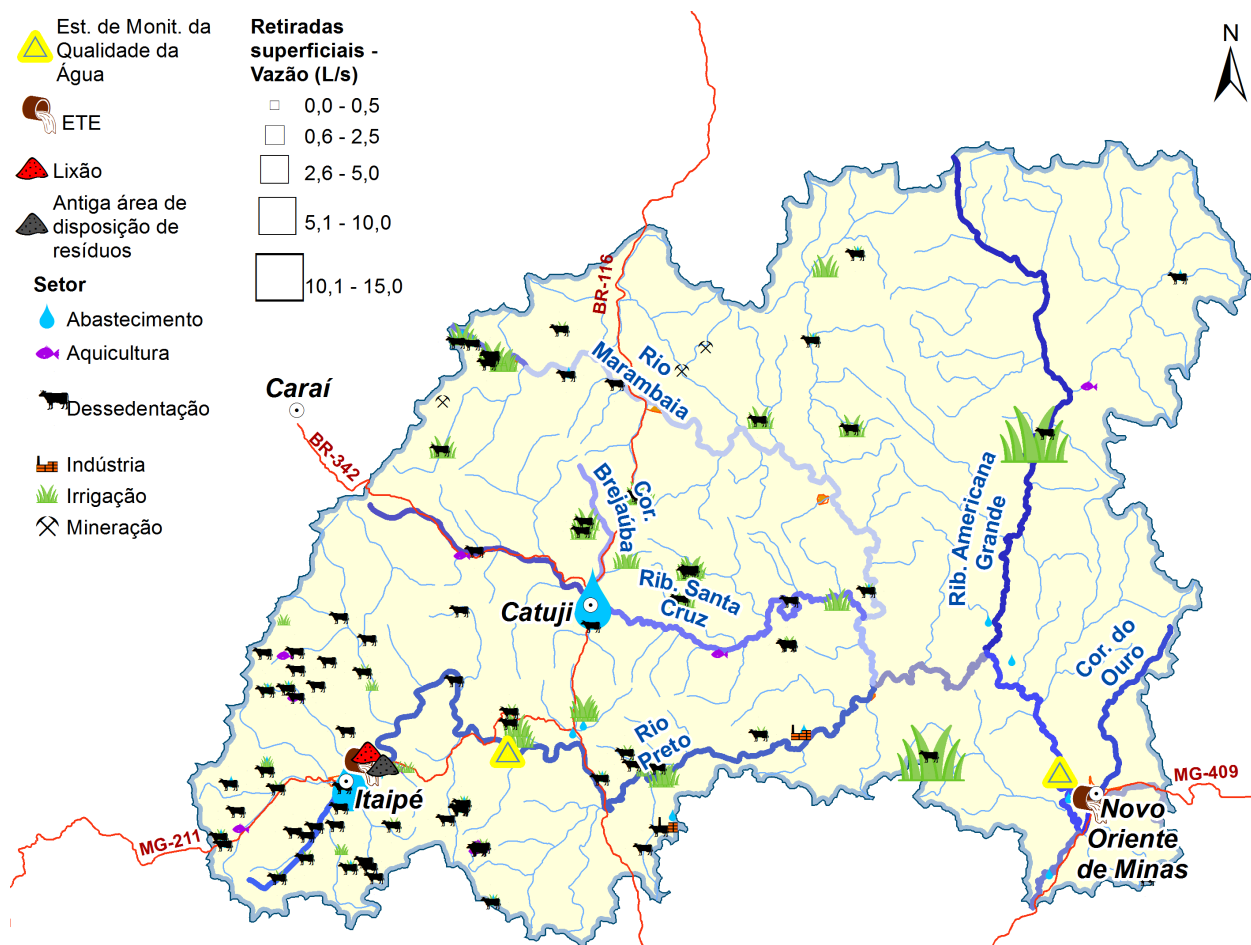 Est. de Monit. da
Qualidade da
Água
ETE
Lixão
Antiga área de
disposição de
resíduos
Setor
Abastecimento
Aquicultura
Dessedentação
Indústria
Irrigação
Mineração
Retiradas
superficiais -
Vazão (L/s)
0,0 - 0,5
0,6 - 2,5
2,6 - 5,0
5,1 - 10,0
10,1 - 15,0
N
BR-116
Rio
Marambaia
Caraí
BR-342
Cor.
Brejaúba
Rib. Americana
Grande
Rib. Santa
Cruz
Catuji
Cor. do
Ouro
Rio
Preto
Itaipé
MG-211
MG-409
Novo
Oriente
de Minas